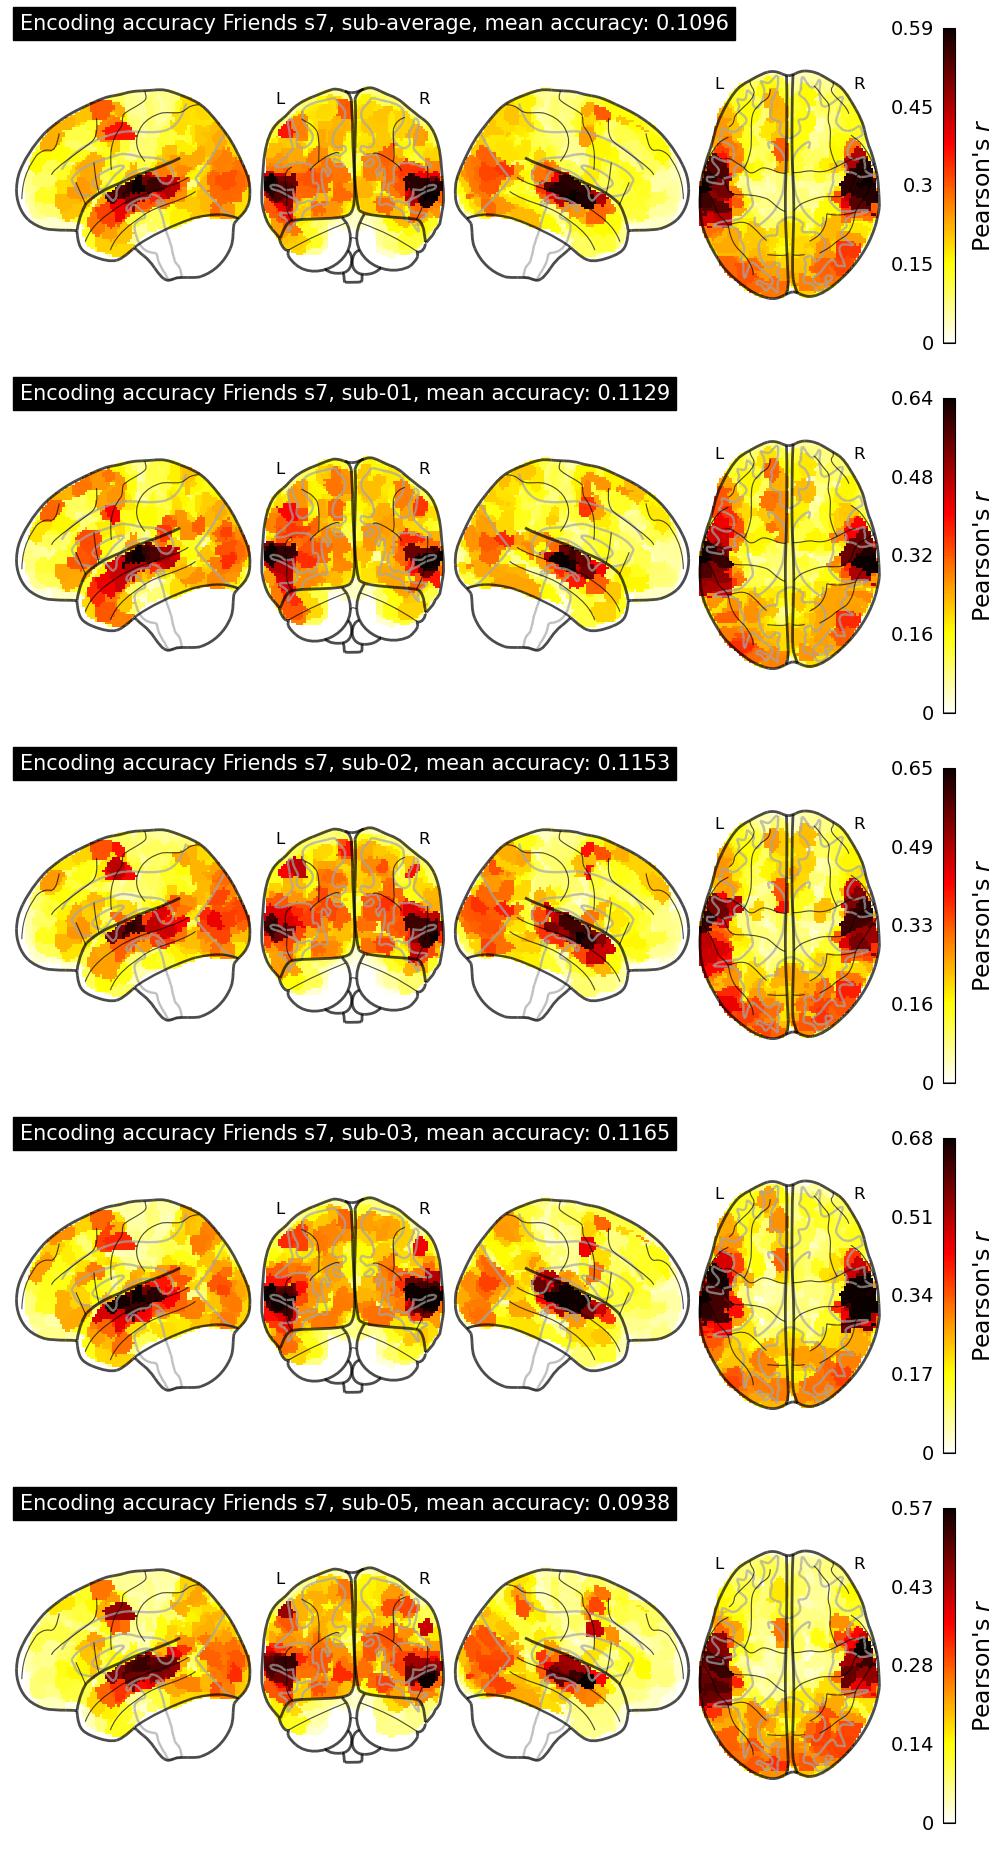 Encoding accuracy Friends s7, sub-average, mean accuracy: 0.1096
L R L R
0.59
0.45
0.3
0.15
0
Pearson's r
Encoding accuracy Friends s7, sub-01, mean accuracy: 0.1129
L R L R
0.64
0.48
0.32
0.16
0
Pearson's r
Encoding accuracy Friends s7, sub-02, mean accuracy: 0.1153
L R L R
0.65
0.49
0.33
0.16
0
Pearson's r
Encoding accuracy Friends s7, sub-03, mean accuracy: 0.1165
L R L R
0.68
0.51
0.34
0.17
0
Pearson's r
Encoding accuracy Friends s7, sub-05, mean accuracy: 0.0938
L R L R
0.57
0.43
0.28
0.14
0
Pearson's r